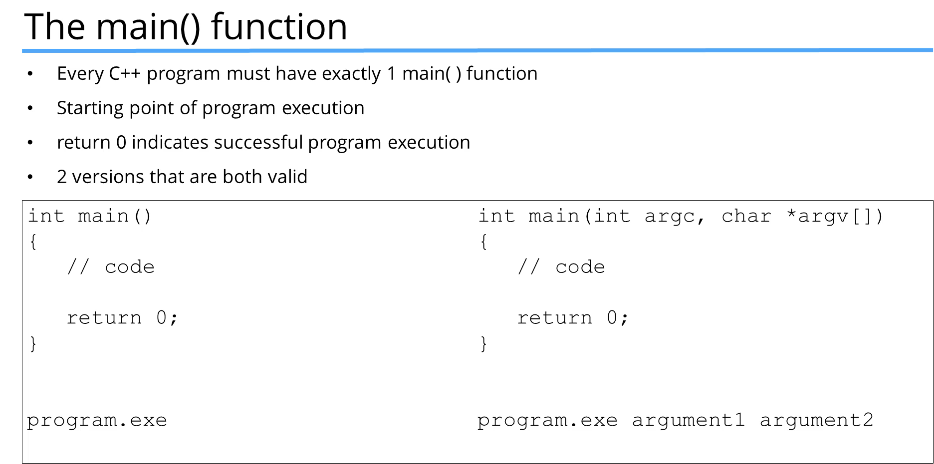 The main() function
• Every C++ program must have exactly 1 main( ) function
• Starting point of program execution
• return 0 indicates successful program execution
• 2 versions that are both valid
int main()
{
// code
return 0;
}
program.exe
int main(int argc, char *argv[])
{
// code
return 0;
}
program.exe argument1 argument2